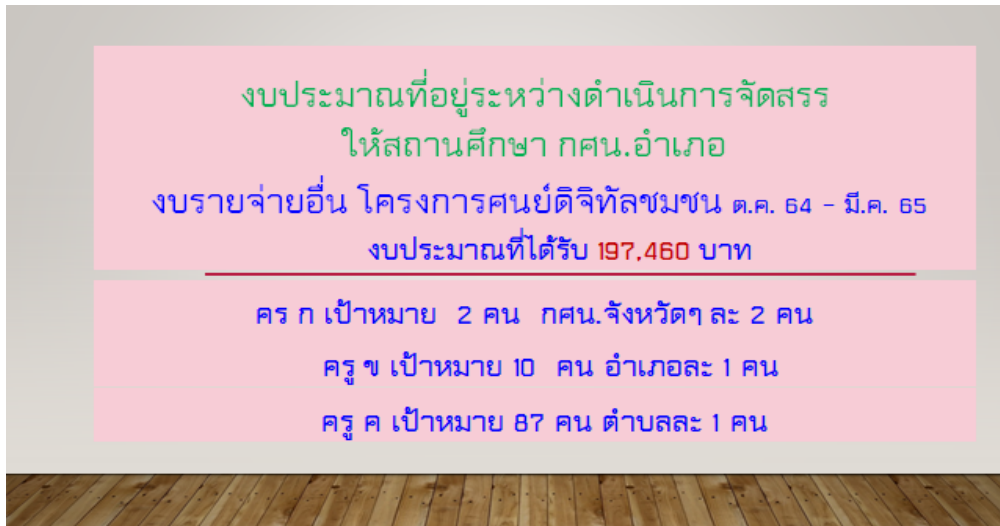 งบประมาณที่อยู่ระหว่างดำเนินการจัดสรร
ให้สถานศึกษา กศน.อำเภอ
งบรายจ่ายอื่น โครงการศูนย์ดิจิทัลชุมชน ต.ค. 64 - มี.ค. 65
งบประมาณที่ได้รับ 197,460 บาท
คร ก เป้าหมาย 2 คน กศน.จังหวัดๆ ละ 2 คน
ครู ข เป้าหมาย 10 คน อำเภอละ 1 คน
ครู ค เป้าหมาย 87 คน ตำบลละ 1 คน